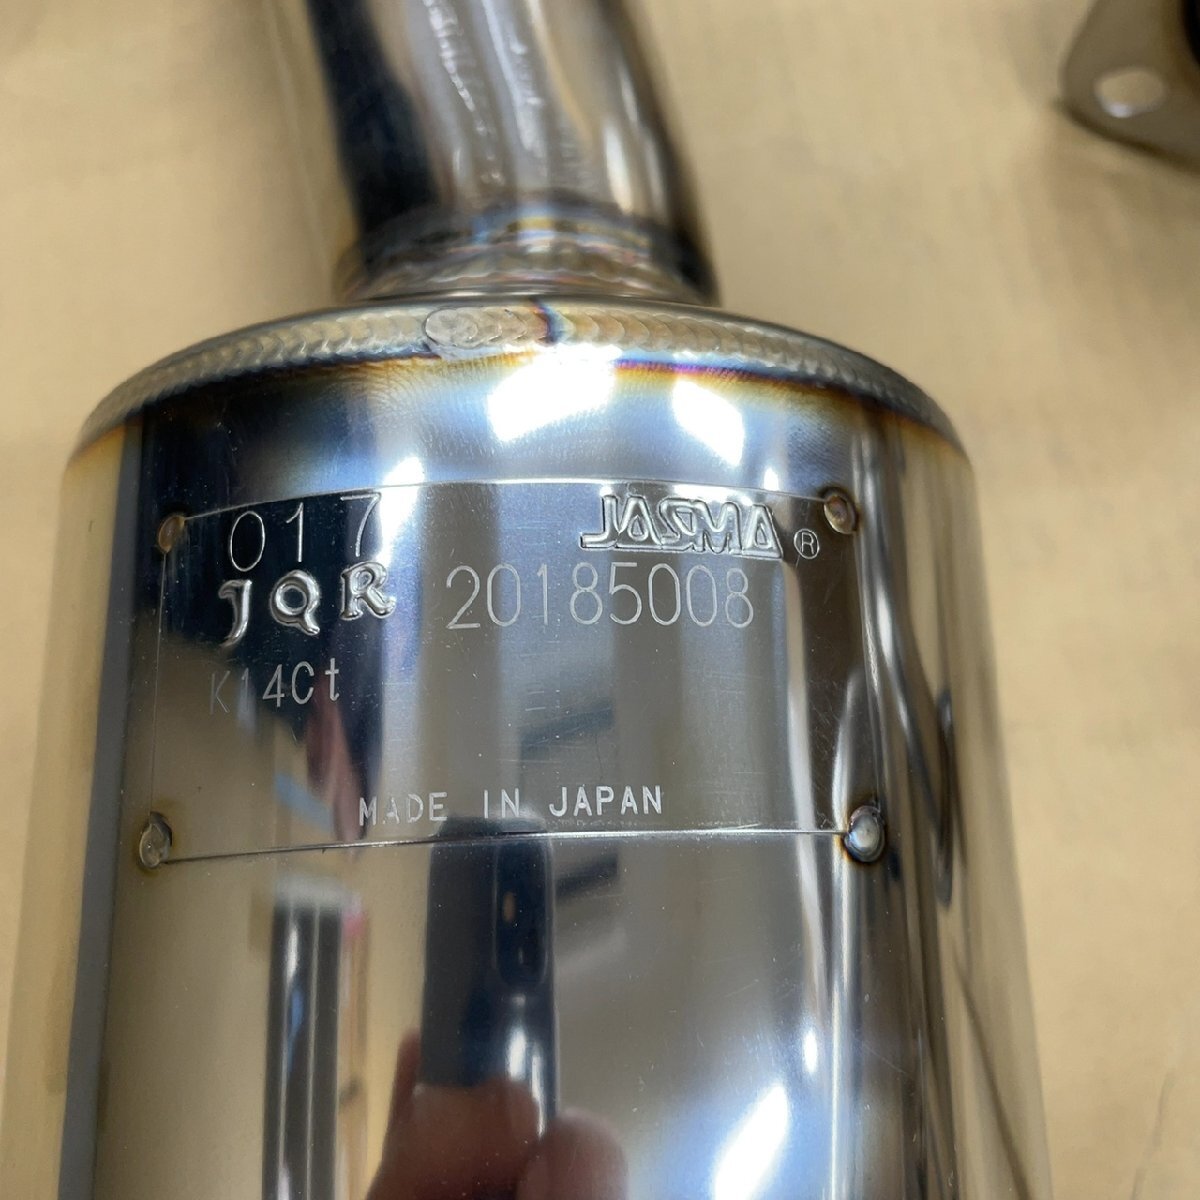 017 JASMA ®
JQR 20185008
K14Ct
MADE IN JAPAN